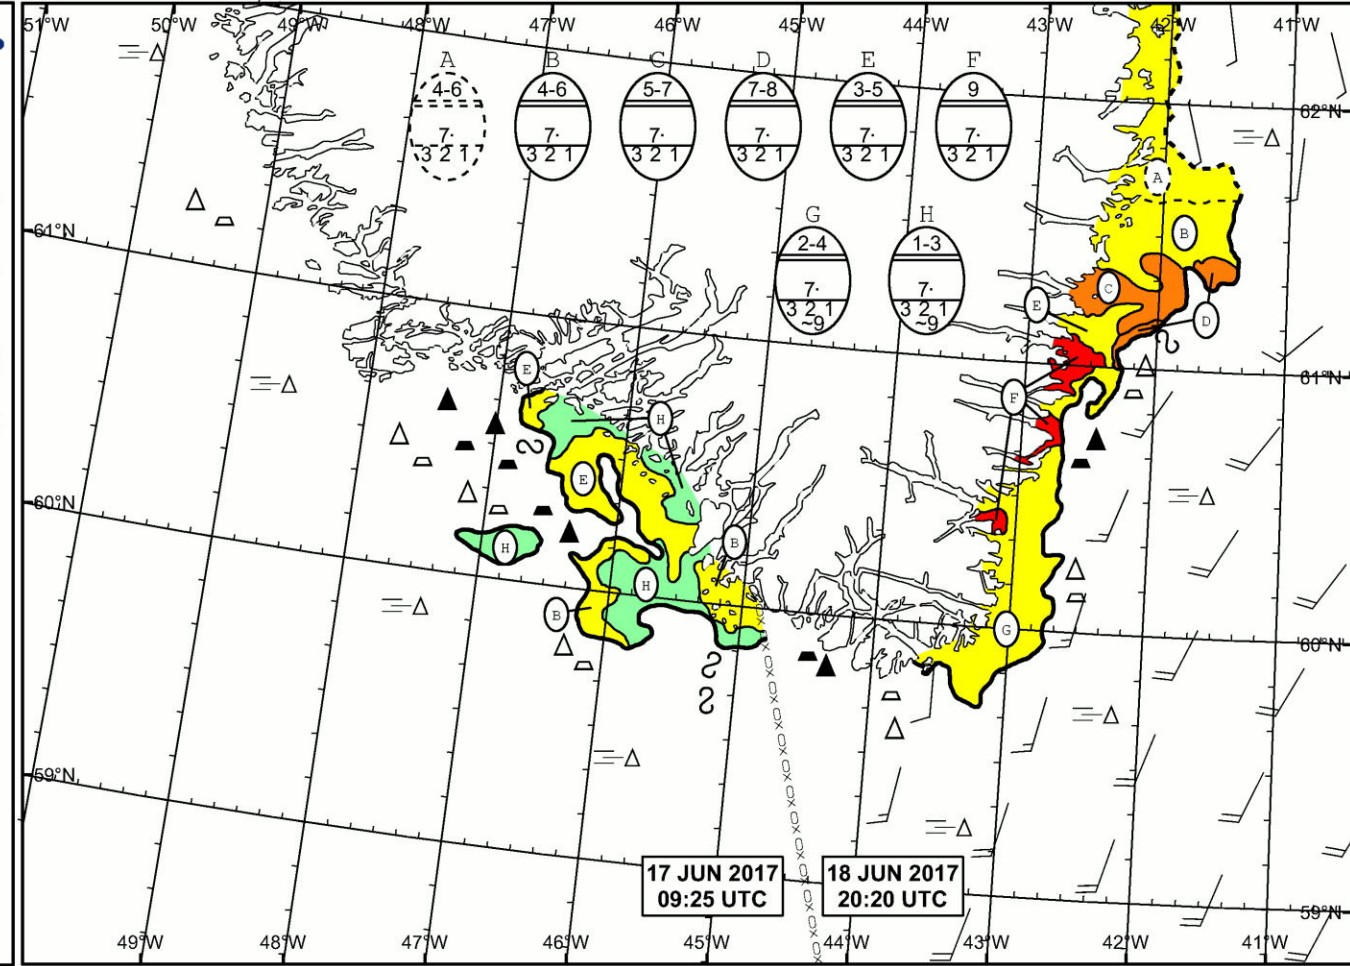 51°W 50°W 49°W 48°W 47°W 46°W 45°W 44°W 43°W 42°W 41°W
A B C D E F
4-6 4-6 5-7 7-8 3-5 9
7· 7· 7· 7· 7· 7·
3 2 1 3 2 1 3 2 1 3 2 1 3 2 1 3 2 1
62°N
A
G H
2-4 1-3
7· 7·
3 2 1 3 2 1
~9 ~9
61°N
B
C
E
D
61°N
E
F
H
E
60°N
B
H
H
B
G
60°N
59°N
17 JUN 2017
09:25 UTC
18 JUN 2017
20:20 UTC
59°N
49°W 48°W 47°W 46°W 45°W 44°W 43°W 42°W 41°W